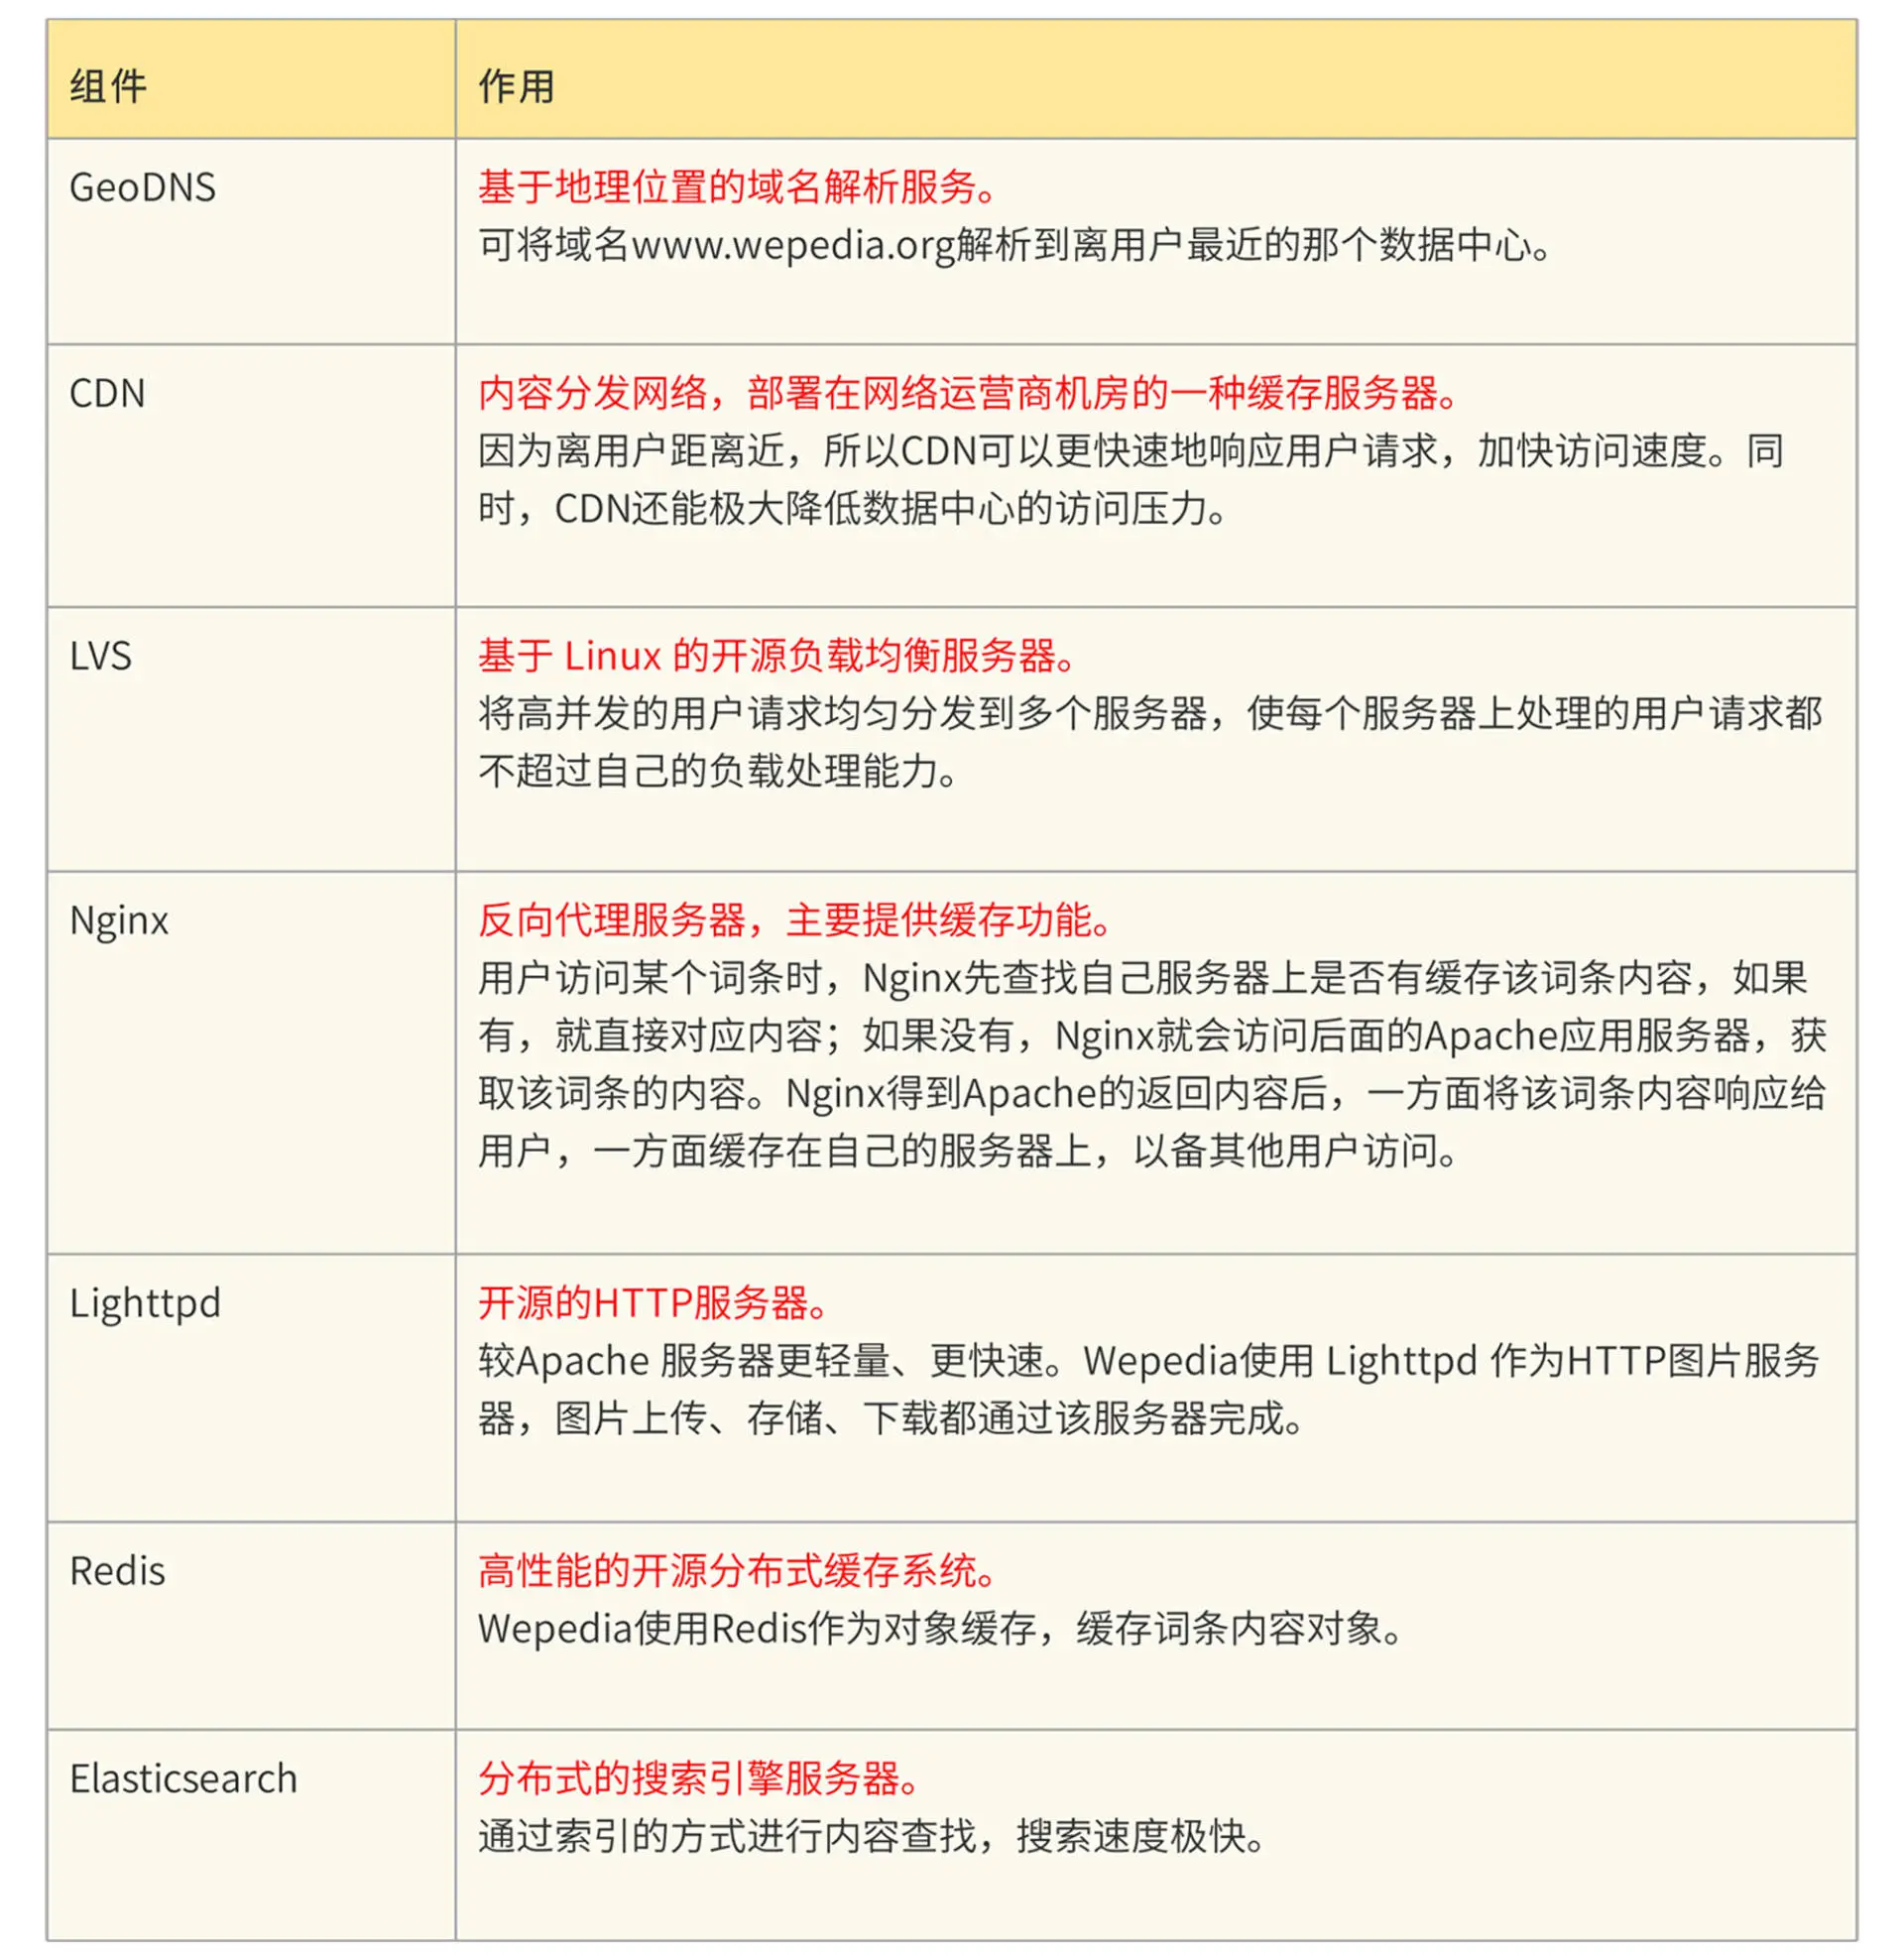 组件
作用
GeoDNS
基于地理位置的域名解析服务。
可将域名www.wepedia.org解析到离用户最近的那个数据中心。
CDN
内容分发网络，部署在网络运营商机房的一种缓存服务器。
因为离用户距离近，所以CDN可以更快速地响应用户请求，加快访问速度。同
时，CDN还能极大降低数据中心的访问压力。
LVS
基于 Linux 的开源负载均衡服务器。
将高并发的用户请求均匀分发到多个服务器，使每个服务器上处理的用户请求都
不超过自己的负载处理能力。
Nginx
反向代理服务器，主要提供缓存功能。
用户访问某个词条时，Nginx先查找自己服务器上是否有缓存该词条内容，如果
有，就直接对应内容；如果没有，Nginx就会访问后面的Apache应用服务器，获
取该词条的内容。Nginx得到Apache的返回内容后，一方面将该词条内容响应给
用户，一方面缓存在自己的服务器上，以备其他用户访问。
Lighttpd
开源的HTTP服务器。
较Apache 服务器更轻量、更快速。Wepedia使用 Lighttpd 作为HTTP图片服务
器，图片上传、存储、下载都通过该服务器完成。
Redis
高性能的开源分布式缓存系统。
Wepedia使用Redis作为对象缓存，缓存词条内容对象。
Elasticsearch
分布式的搜索引擎服务器。
通过索引的方式进行内容查找，搜索速度极快。